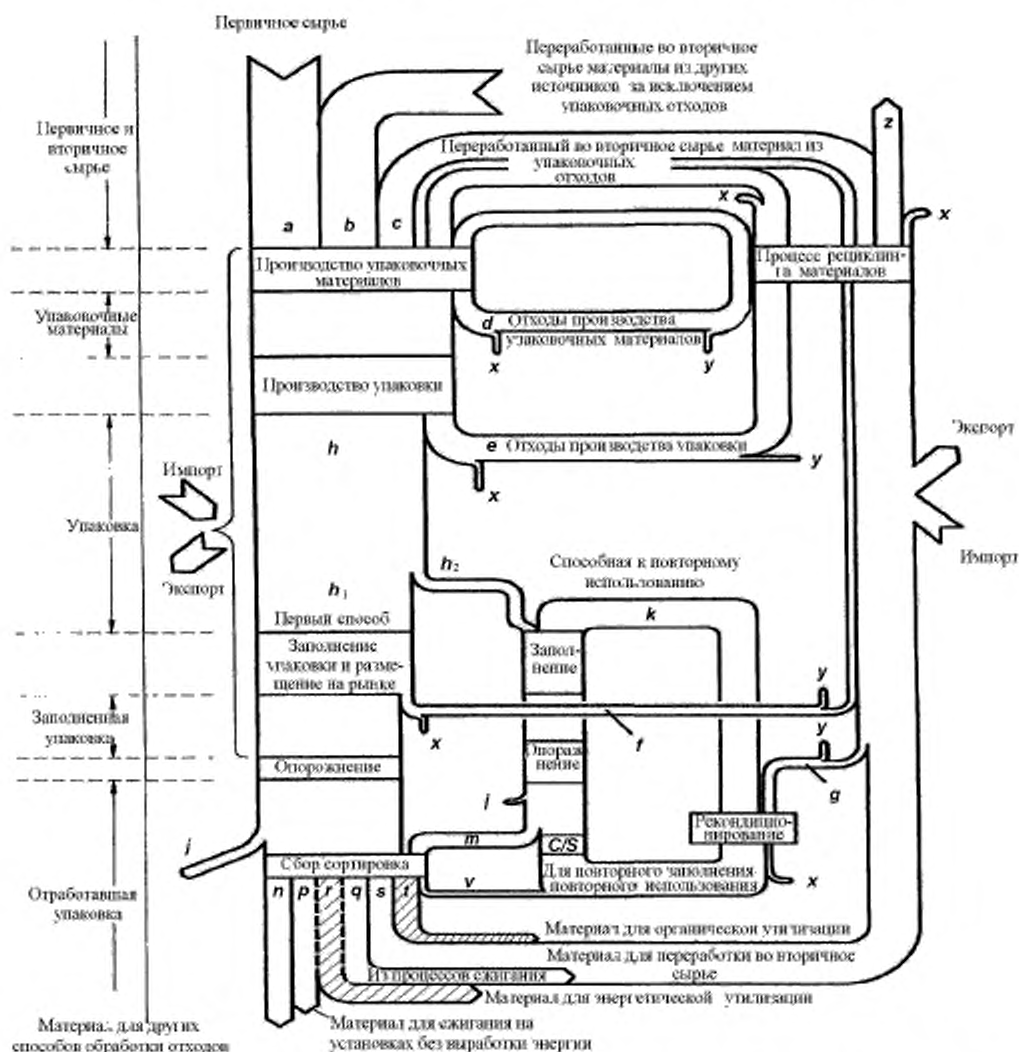 Первичное сырье
Переработанные во вторичное
сырье материалы из других
источников за исключением
упаковочных отходов
Первичное и
вторичное
сырье
z
Переработанный во вторичное сырье материал из
упаковочных
отходов
x
x
a
b
c
Производство упаковочных
материалов
Процесс рециклин-
га материалов
Упаковочные
материалы
d
Отходы производства
узаковочных материалов
x
y
Производство упаковки
h
e
Отходы производства упаковки
y
x
Экспорт
Импорт
Импорт
Экспорт
Упаковка
h₂
Способная к повторному
использованию
h₁
k
Первый способ
Заполнение
упаковки и разме-
щение на рынке
Запол-
нение
y
Заполненная
упаковка
x
f
y
Опорожнение
Опораж
нение
g
j
j
Рекондицио-
нирование
m
C/S
Сбор сортировка
v
Для повторного заполнения
повторного использования
x
Отработавшая
упаковка
n
p
r
q
s
t
Материал для органической утилизации
Материал для переработки во вторичное
сырье
Из процессов сжигания
Материал для энергетической утилизации
Материал для других
способов обработки отходов
Материал для сжигания на
установках без выработки энергии